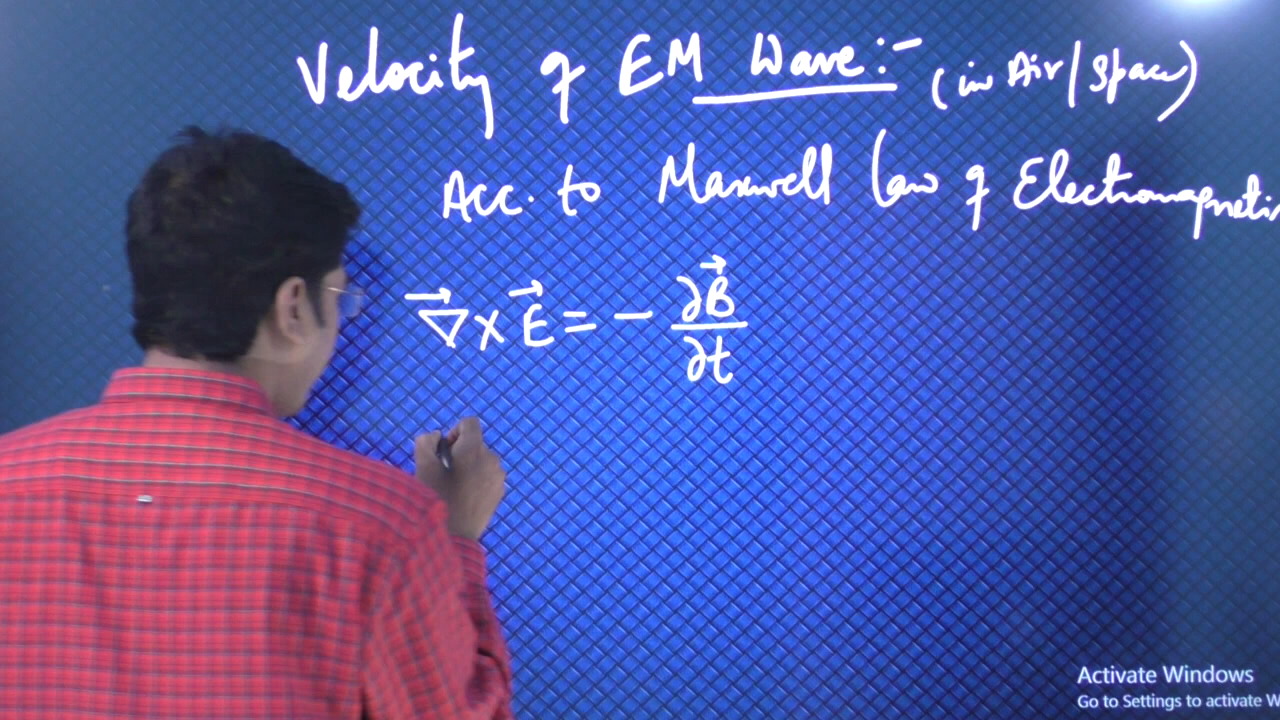 Velocity of EM Wave:- (in Air/Space)
Acc. to Maxwell law of Electromagneti
∇⃗ × E⃗ = - ∂B⃗/∂t
Activate Windows
Go to Settings to activate W